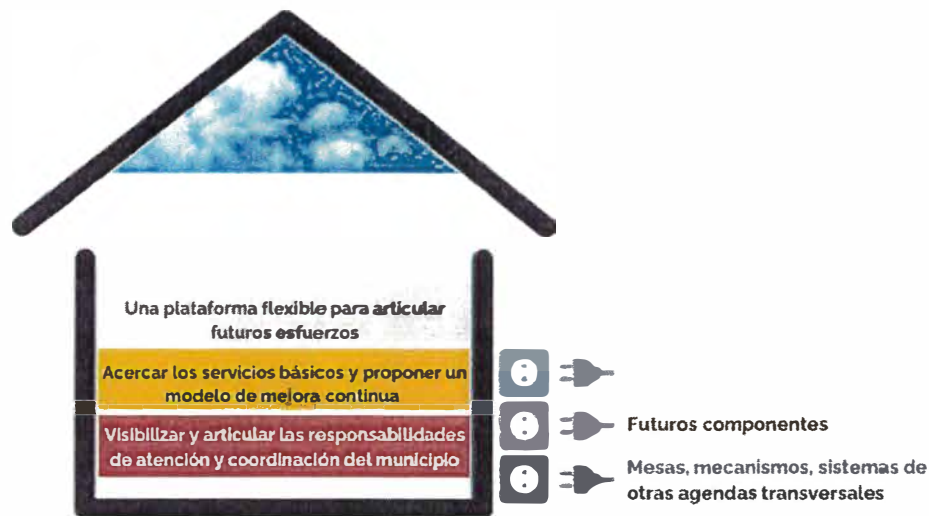 Una plataforma flexible para articular
futuros esfuerzos
Acercar los servicios básicos y proponer un
modelo de mejora continua
Visibilizar y articular las responsabilidades
de atención y coordinación del municipio
Futuros componentes
Mesas, mecanismos, sistemas de
otras agendas transversales